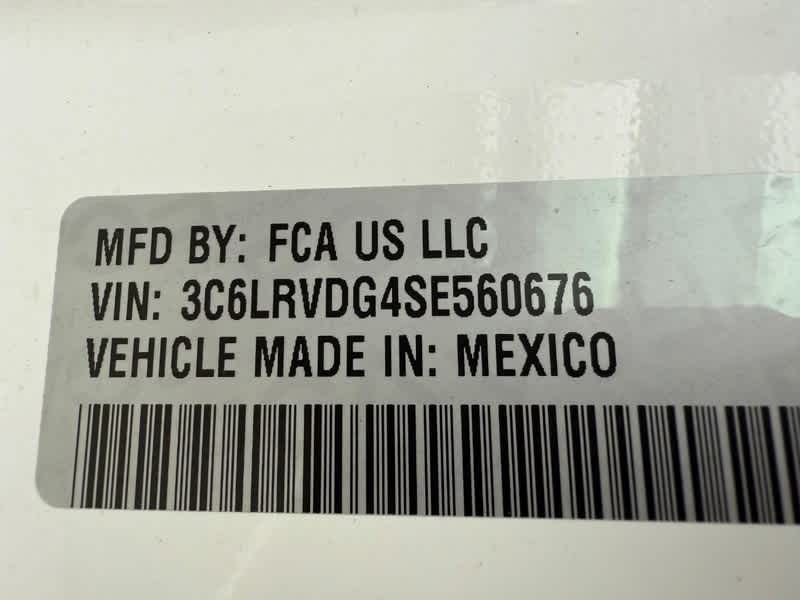 MFD BY: FCA US LLC
VIN: 3C6LRVDG4SE560676
VEHICLE MADE IN: MEXICO